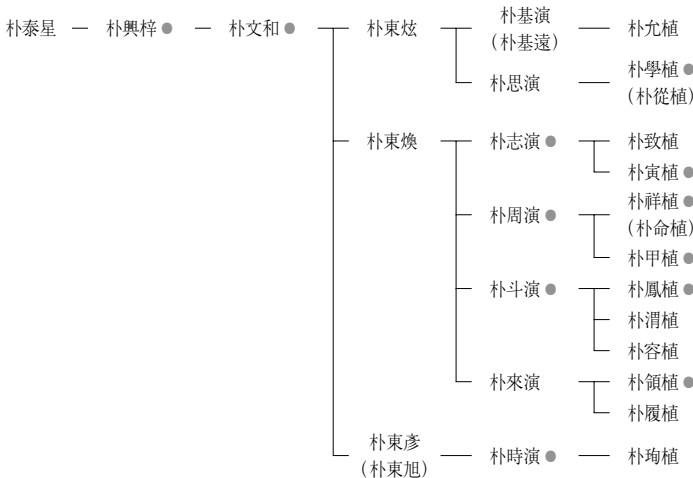 朴泰星 朴興梓● 朴文和● 朴東炫 朴基演 朴允植
(朴基遠)
朴思演 朴學植●
(朴從植)
朴東煥 朴志演● 朴致植
朴寅植●
朴周演● 朴祥植●
(朴命植)
朴甲植●
朴斗演● 朴鳳植●
朴渭植
朴容植
朴來演 朴領植●
朴履植
朴東彥 朴時演● 朴珣植
(朴東旭)